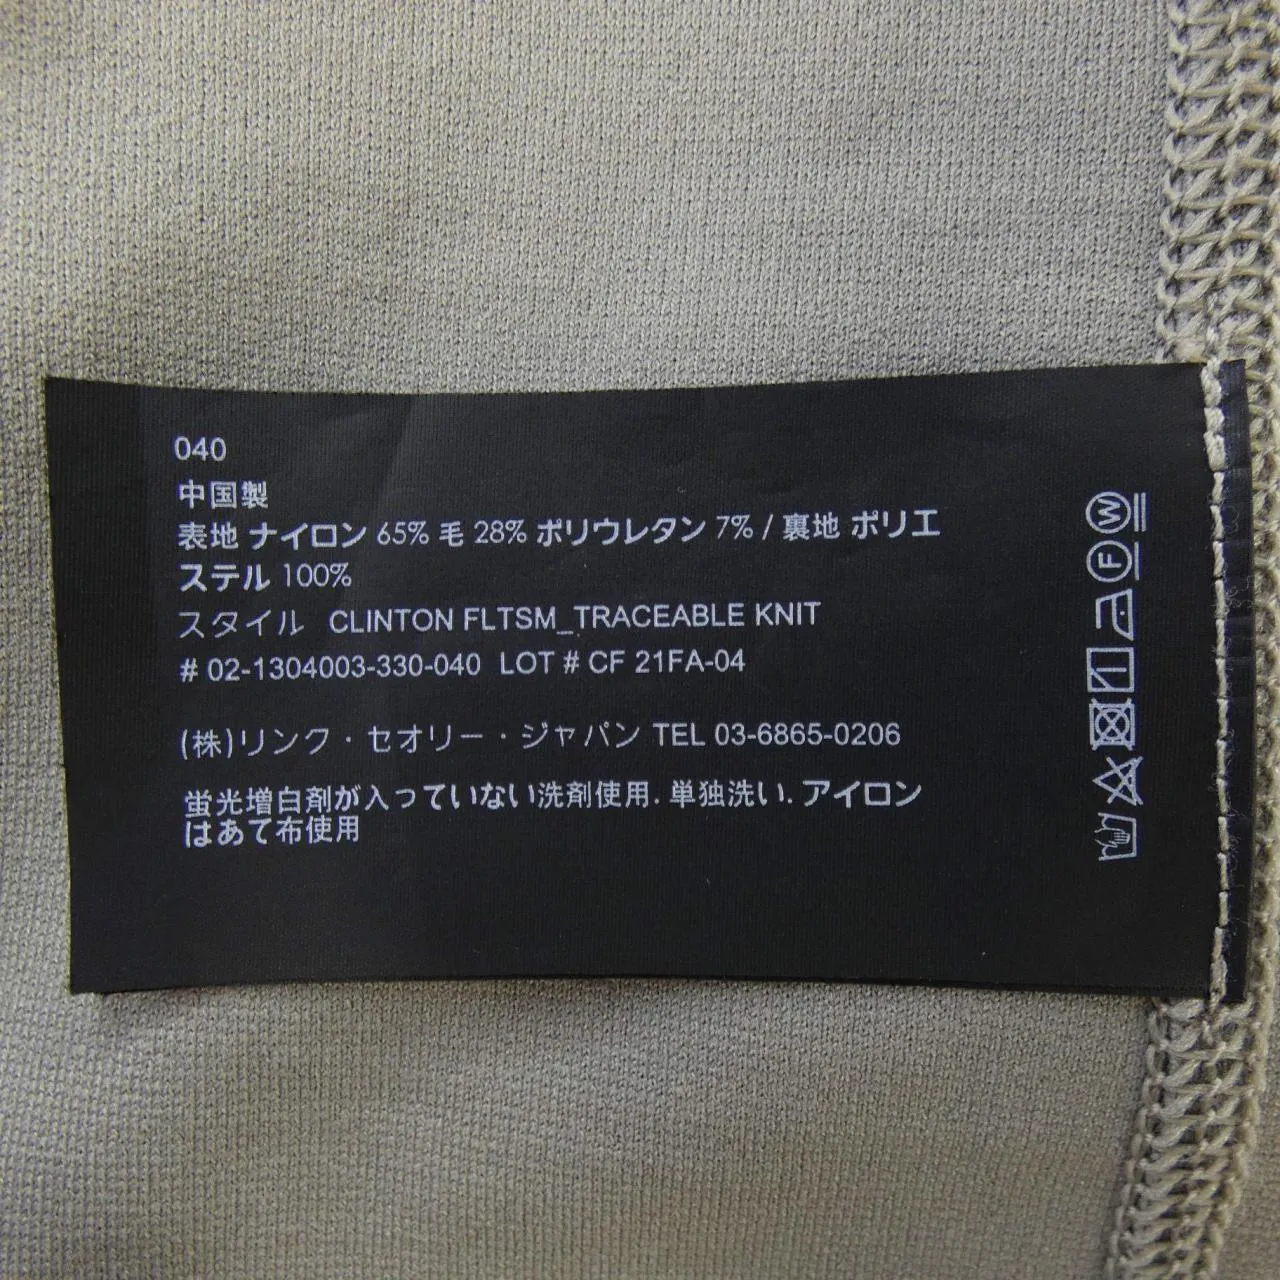 040
中国製
表地 ナイロン 65% 毛 28% ポリウレタン 7% / 裏地 ポリエ
ステル 100%
スタイル CLINTON FLTSM_TRACEABLE KNIT
# 02-1304003-330-040 LOT # CF 21FA-04
(株)リンク・セオリー・ジャパン TEL 03-6865-0206
蛍光増白剤が入っていない洗剤使用. 単独洗い. アイロン
はあて布使用
W
F